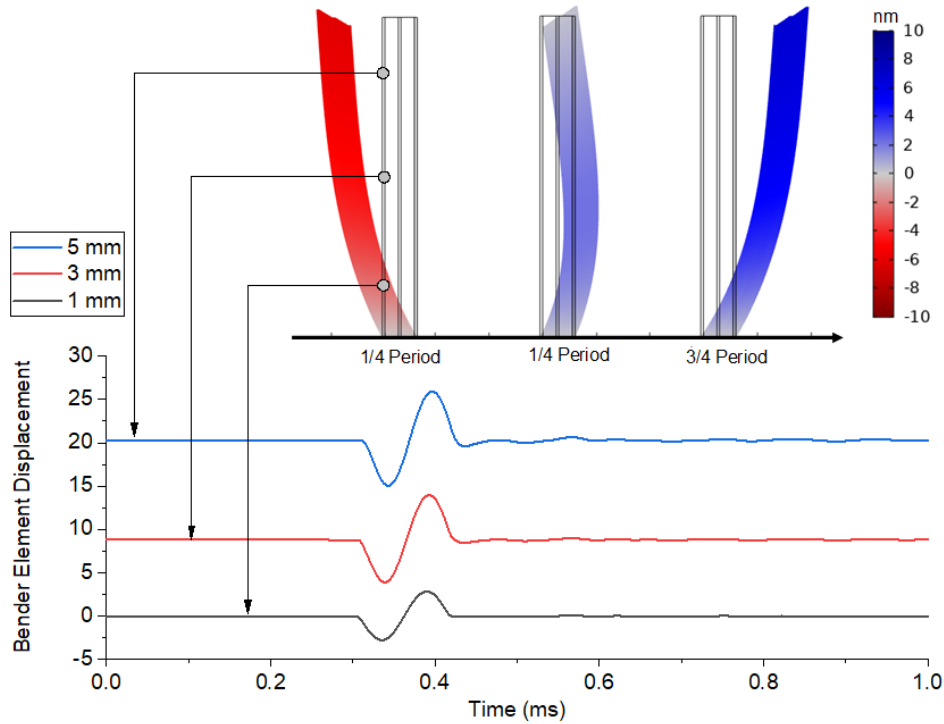 nm
10
8
6
4
2
0
-2
-4
-6
-8
-10
5 mm
3 mm
1 mm
1/4 Period
1/4 Period
3/4 Period
30
25
20
15
10
5
0
-5
Bender Element Displacement
0.0 0.2 0.4 0.6 0.8 1.0
Time (ms)